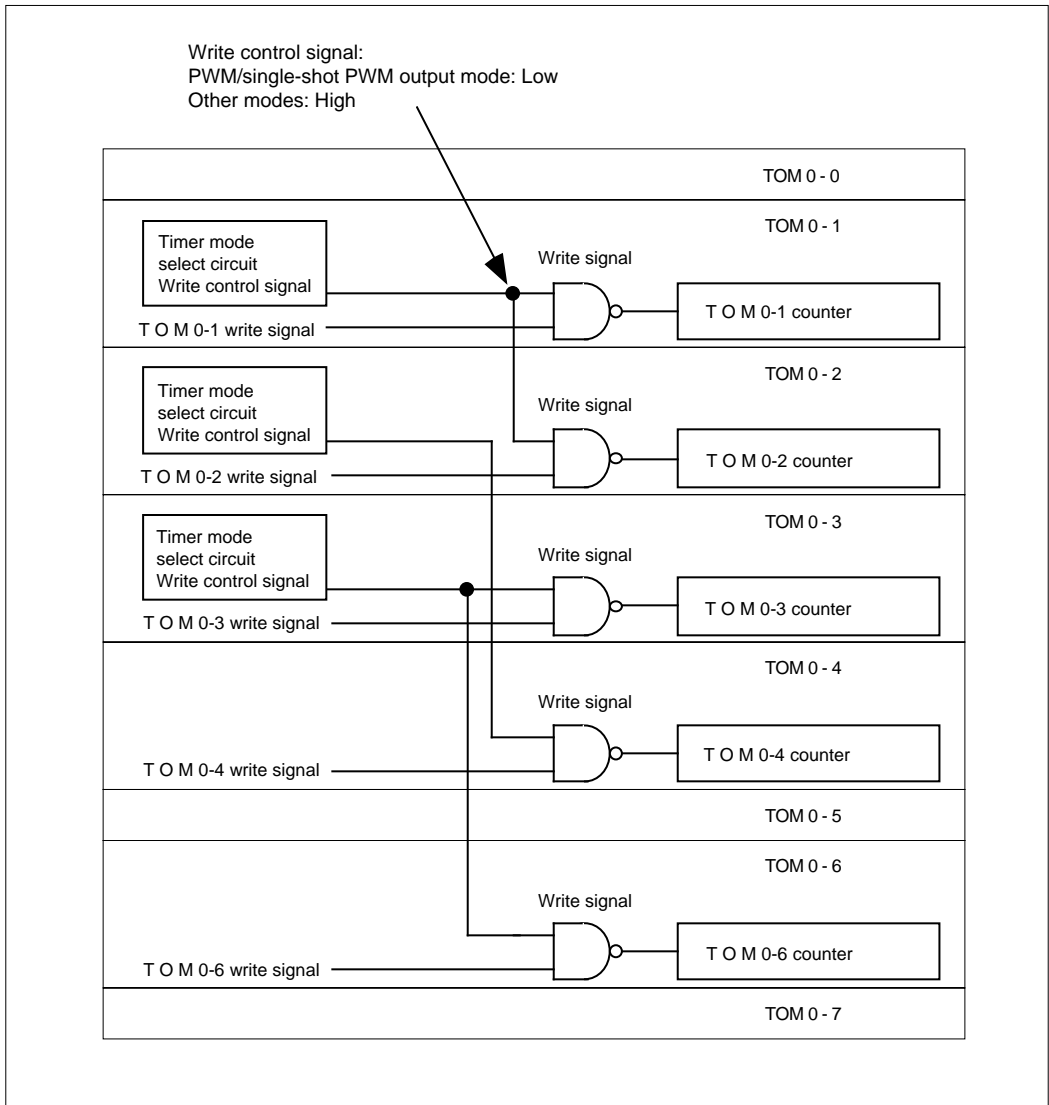 Write control signal:
PWM/single-shot PWM output mode: Low
Other modes: High
TOM 0 - 0
TOM 0 - 1
Timer mode
select circuit
Write control signal
Write signal
T O M 0-1 counter
T O M 0-1 write signal
TOM 0 - 2
Timer mode
select circuit
Write control signal
Write signal
T O M 0-2 counter
T O M 0-2 write signal
TOM 0 - 3
Timer mode
select circuit
Write control signal
Write signal
T O M 0-3 counter
T O M 0-3 write signal
TOM 0 - 4
Write signal
T O M 0-4 counter
T O M 0-4 write signal
TOM 0 - 5
TOM 0 - 6
Write signal
T O M 0-6 counter
T O M 0-6 write signal
TOM 0 - 7